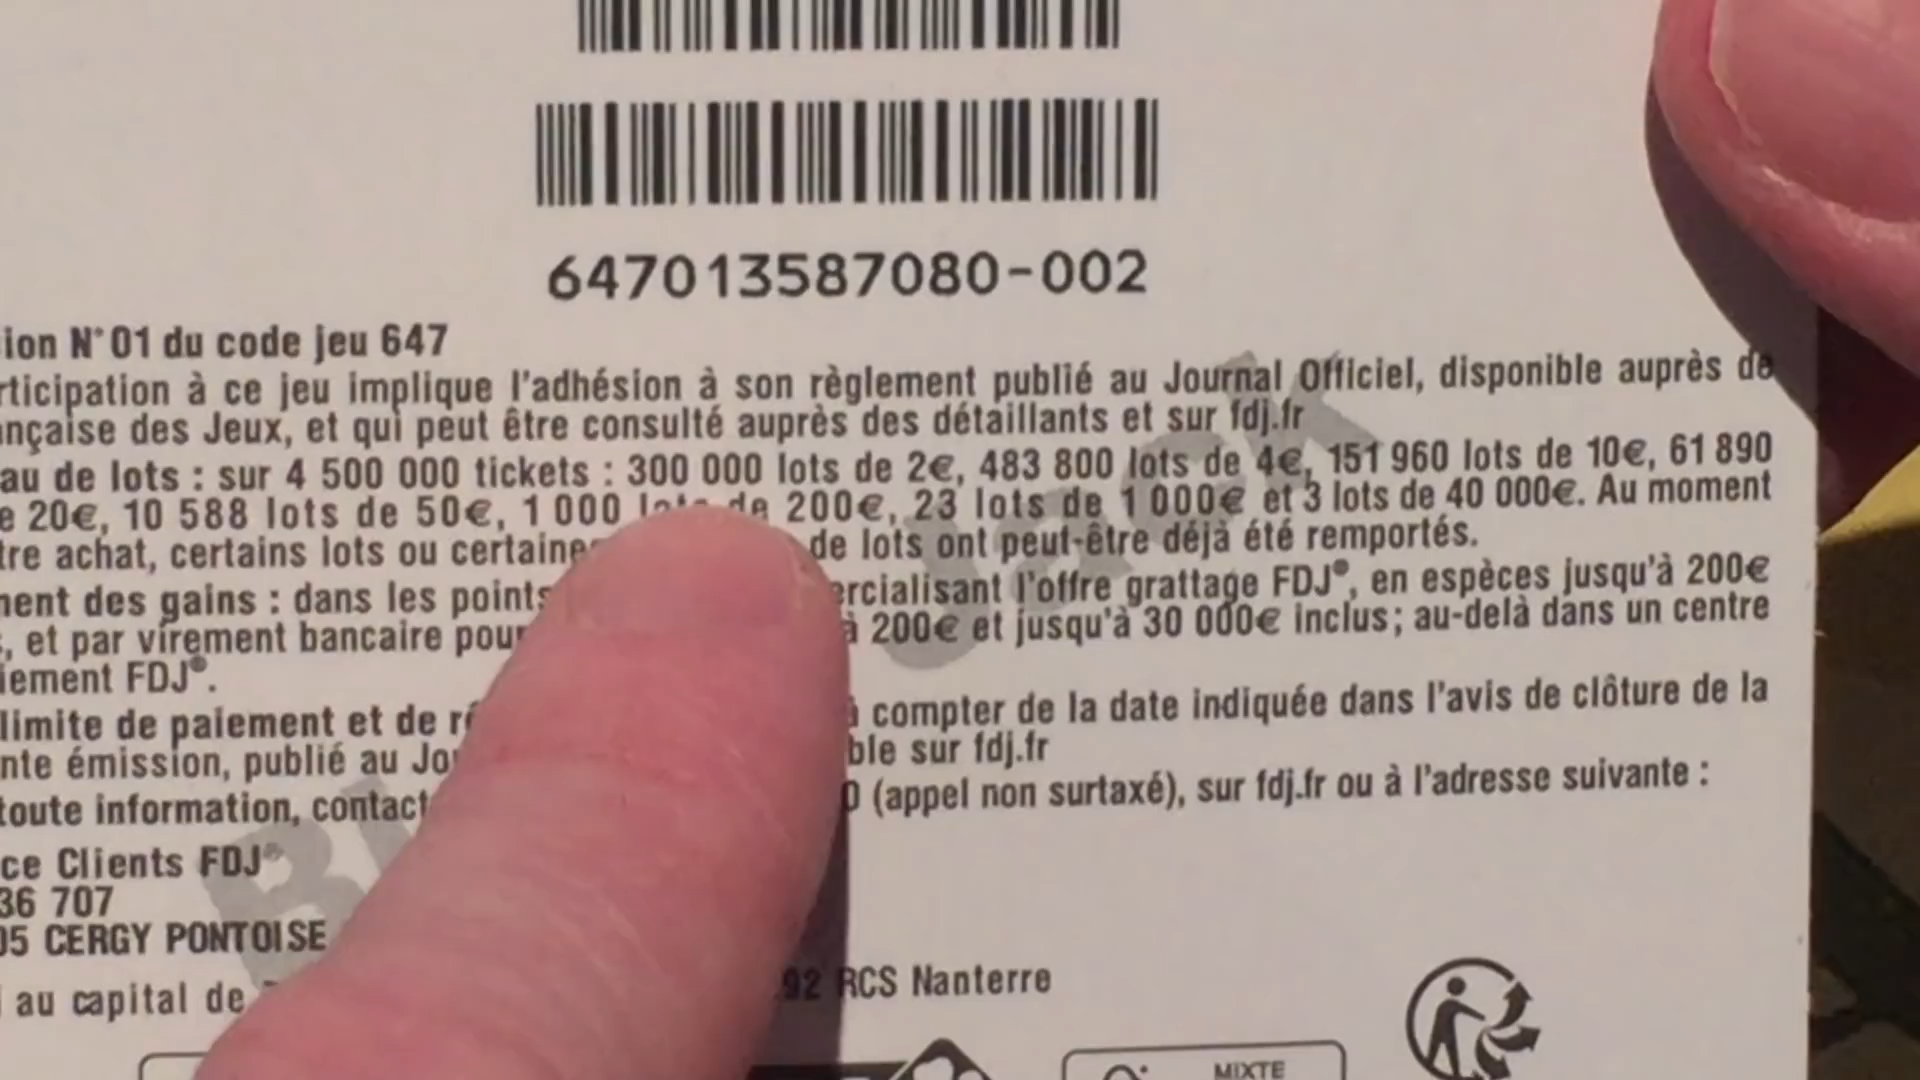 647013587080-002
ion N°01 du code jeu 647
rticipation à ce jeu implique l'adhésion à son règlement publié au Journal Officiel, disponible auprès de
nçaise des Jeux, et qui peut être consulté auprès des détaillants et sur fdj.fr
au de lots : sur 4 500 000 tickets : 300 000 lots de 2€, 483 800 lots de 4€, 151 960 lots de 10€, 61 890
e 20€, 10 588 lots de 50€, 1 000 lots de 200€, 23 lots de 1 000€ et 3 lots de 40 000€. Au moment
tre achat, certains lots ou certaine de lots ont peut-être déjà été remportés.
ent des gains : dans les points ercialisant l'offre grattage FDJ®, en espèces jusqu'à 200€
, et par virement bancaire pour à 200€ et jusqu'à 30 000€ inclus; au-delà dans un centre
iement FDJ®.
limite de paiement et de ré à compter de la date indiquée dans l'avis de clôture de la
nte émission, publié au Jo ble sur fdj.fr
toute information, contact (appel non surtaxé), sur fdj.fr ou à l'adresse suivante :
ce Clients FDJ®
36 707
05 CERGY PONTOISE
au capital de 92 RCS Nanterre
MIXTE
Bl Jack